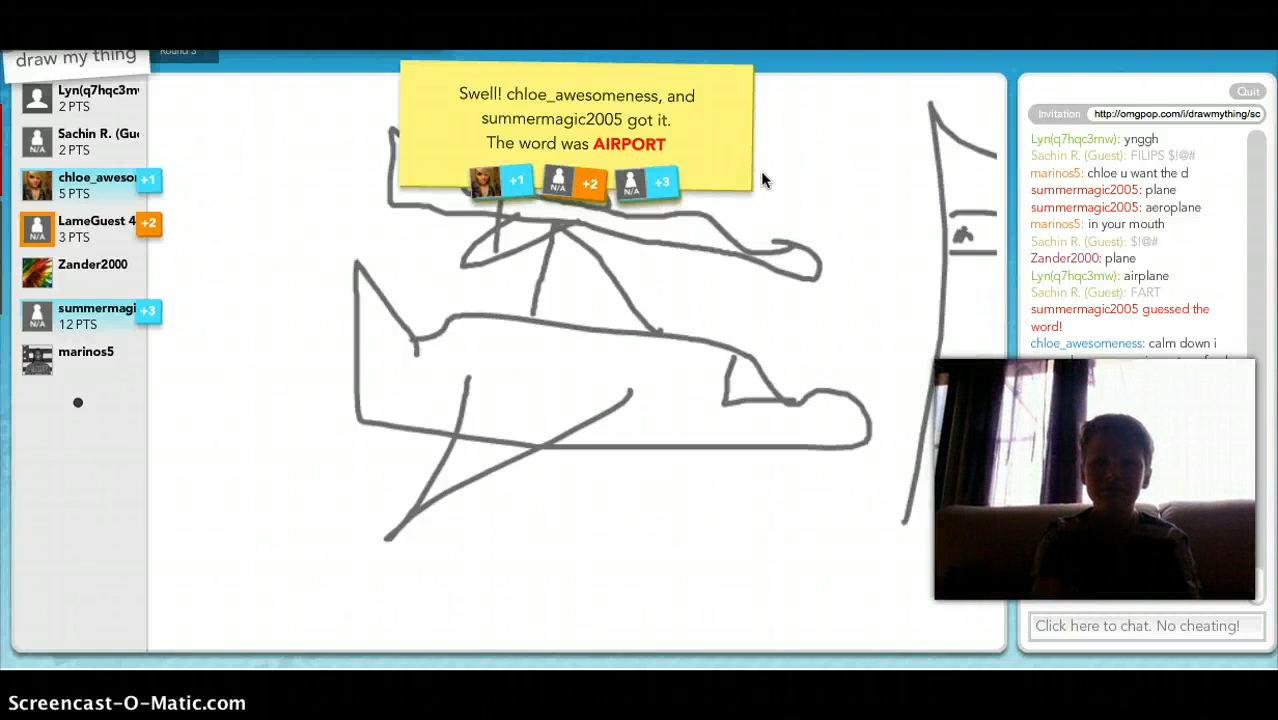 draw my thing
Round 3
Lyn(q7hqc3m
2 PTS
Sachin R. (Gu
2 PTS
chloe_aweso
+1
5 PTS
LameGuest 4
+2
N/A
3 PTS
Zander2000
summermagi
+3
N/A
12 PTS
marinos5
Swell! chloe_awesomeness, and
summermagic2005 got it.
The word was AIRPORT
+1
N/A
+2
N/A
+3
Quit
Invitation
http://omgpop.com/i/drawmything/sc
Lyn(q7hqc3mw): ynggh
Sachin R. (Guest): FILIPS $!@#
marinos5: chloe u want the d
summermagic2005: plane
summermagic2005: aeroplane
marinos5: in your mouth
Sachin R. (Guest): $!@#
Zander2000: plane
Lyn(q7hqc3mw): airplane
Sachin R. (Guest): FART
summermagic2005 guessed the
word!
chloe_awesomeness: calm down i
Click here to chat. No cheating!
Screencast-O-Matic.com